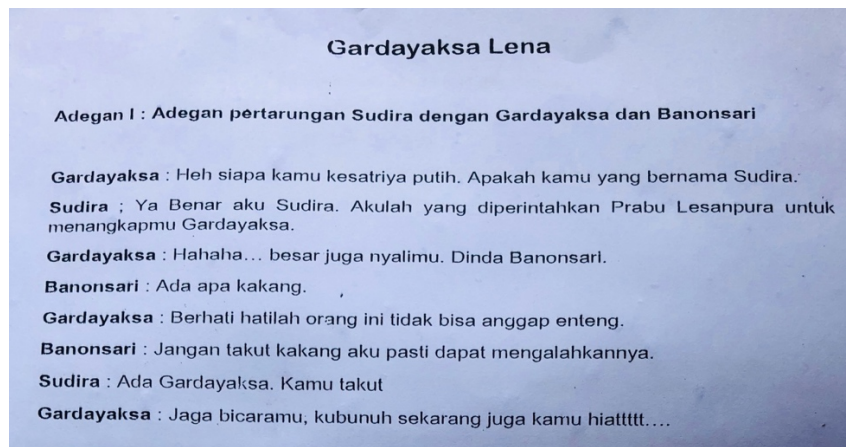 Gardayaksa Lena
Adegan I : Adegan pertarungan Sudira dengan Gardayaksa dan Banonsari
Gardayaksa : Heh siapa kamu kesatriya putih. Apakah kamu yang bernama Sudira.
Sudira ; Ya Benar aku Sudira. Akulah yang diperintahkan Prabu Lesanpura untuk
menangkapmu Gardayaksa.
Gardayaksa : Hahaha... besar juga nyalimu. Dinda Banonsari.
Banonsari : Ada apa kakang.
Gardayaksa : Berhati hatilah orang ini tidak bisa anggap enteng.
Banonsari : Jangan takut kakang aku pasti dapat mengalahkannya.
Sudira : Ada Gardayaksa. Kamu takut
Gardayaksa : Jaga bicaramu, kubunuh sekarang juga kamu hiattttt....